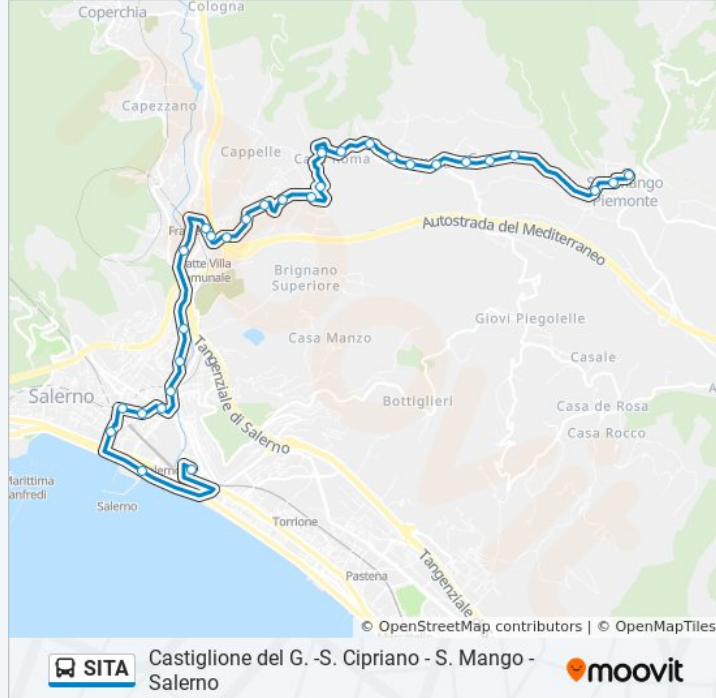 Coperchia
Cologna
Capezzano
Cappelle
Piemonte
Autostrada del Mediterraneo
Brignano
Superiore
Giovi Piegolelle
Casa Manzo
Casale
Tangenziale di Salerno
Salerno
Bottiglieri
Casa de Rosa
Casa Rocco
Salerno
Torrione
Pastena
Tangenziale
© OpenStreetMap contributors | © OpenMapTiles
SITA
Castiglione del G. -S. Cipriano - S. Mango -
Salerno
moovit